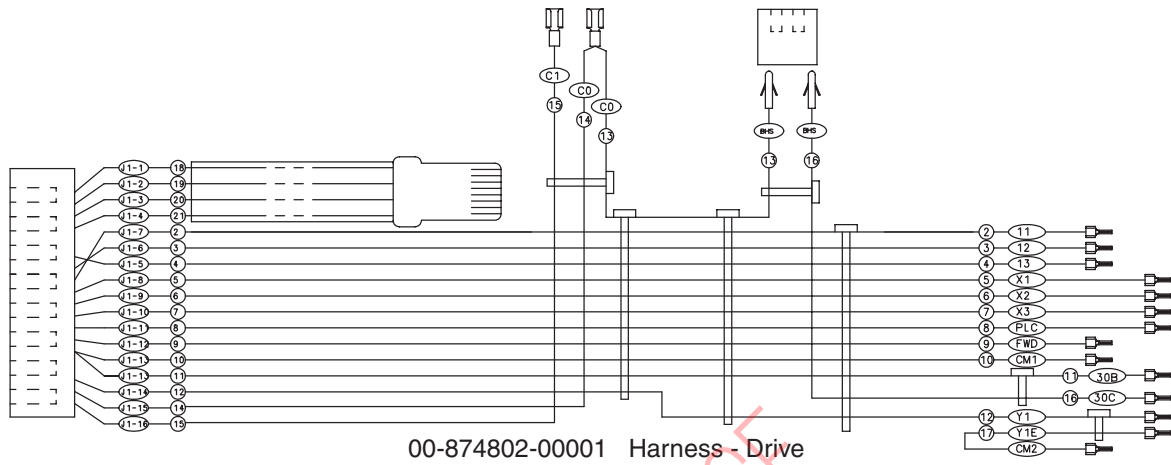 C1
15
C0
14
C0
13
BHS
13
BHS
16
J1-1 18
J1-2 19
J1-3 20
J1-4 21
J1-7 2 2 11
J1-6 3 3 12
J1-5 4 4 13
J1-8 5 5 X1
J1-9 6 6 X2
J1-10 7 7 X3
J1-11 8 8 PLC
J1-12 9 9 FWD
J1-13 10 10 CM1
J1-13 11 11 30B
J1-14 12 16 30C
J1-15 14 12 Y1
J1-16 15 17 Y1E
CM2
00-874802-00001 Harness - Drive